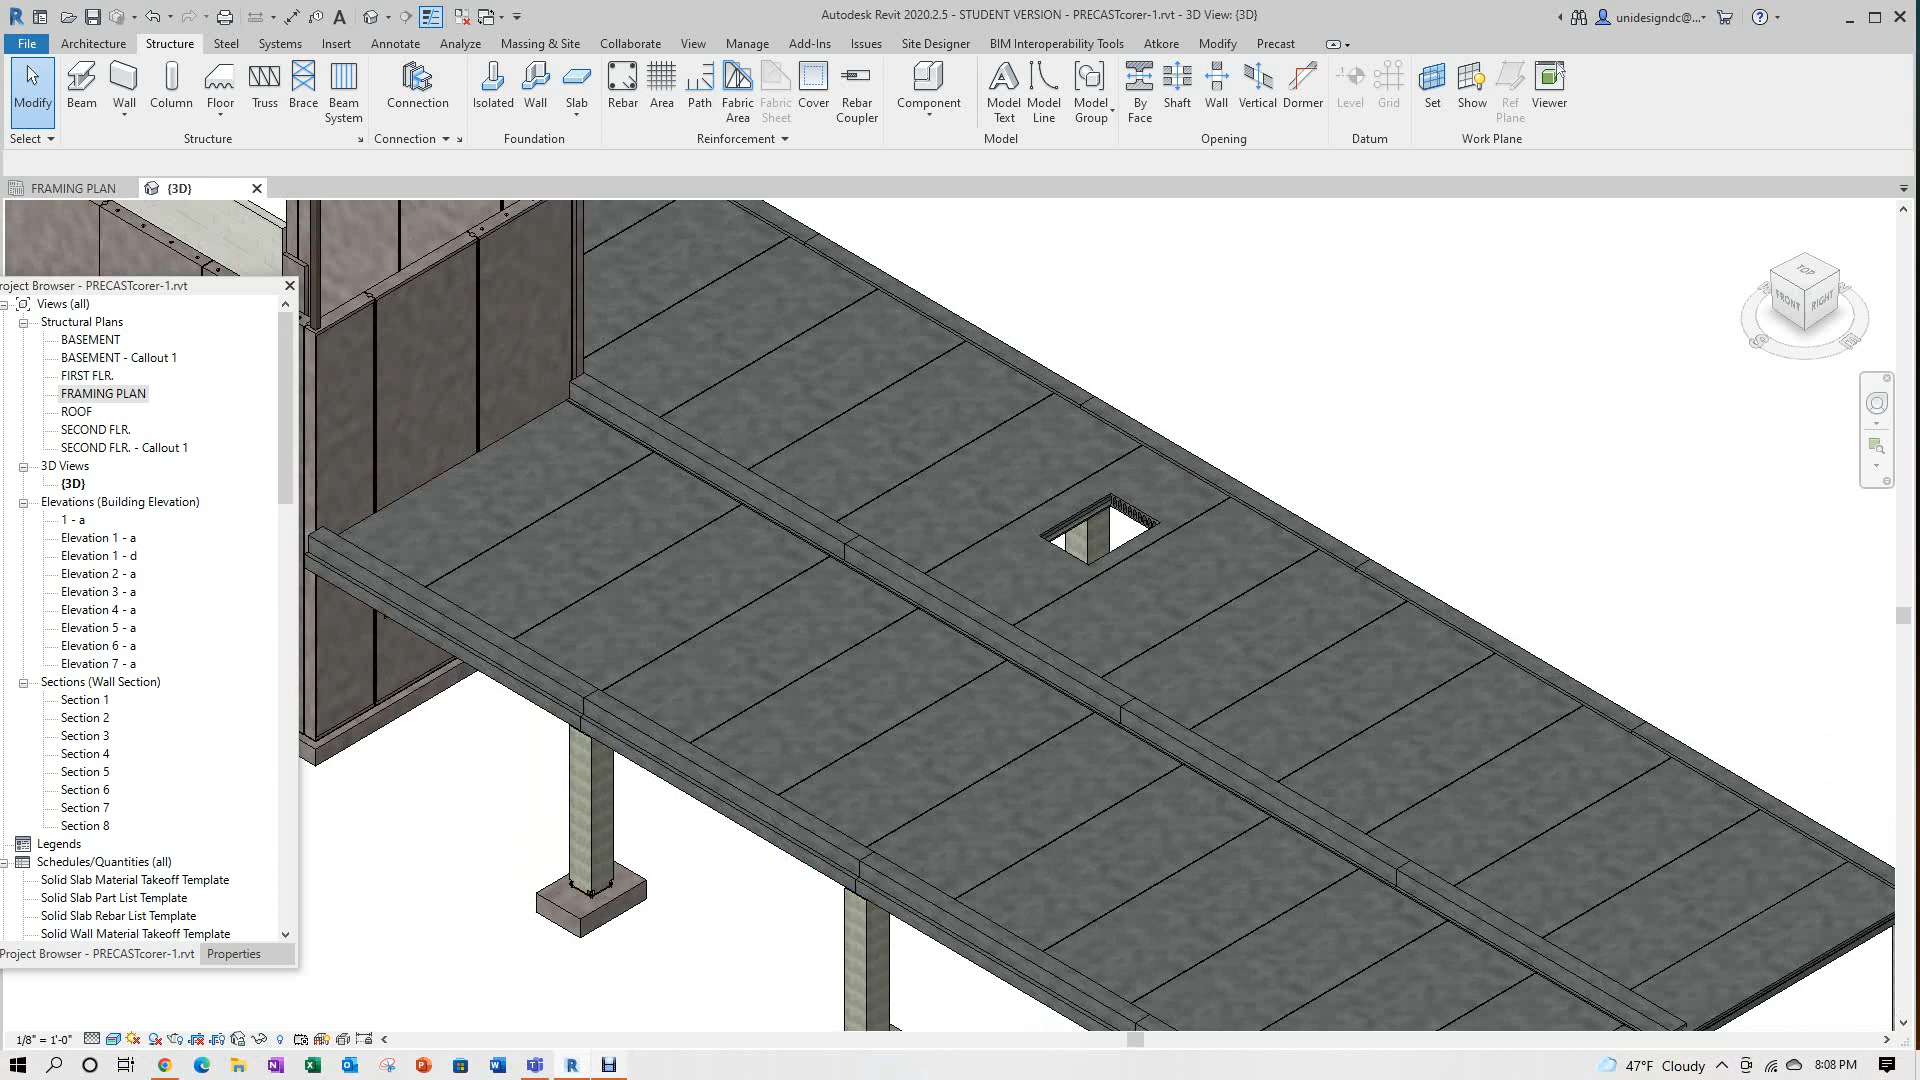 Autodesk Revit 2020.2.5 - STUDENT VERSION - PRECASTcorer-1.rvt - 3D View: {3D}
unidesigndc@...
File Architecture Structure Steel Systems Insert Annotate Analyze Massing & Site Collaborate View Manage Add-Ins Issues Site Designer BIM Interoperability Tools Atkore Modify Precast
Modify Beam Wall Column Floor Truss Brace Beam System Connection Isolated Wall Slab Rebar Area Path Fabric Area Fabric Sheet Cover Rebar Coupler Component Model Text Model Line Model Group By Face Shaft Wall Vertical Dormer Level Grid Set Show Ref Plane Viewer
Select Structure Connection Foundation Reinforcement Model Opening Datum Work Plane
FRAMING PLAN {3D}
TOP
FRONT RIGHT
roject Browser - PRECASTcorer-1.rvt
Views (all)
Structural Plans
BASEMENT
BASEMENT - Callout 1
FIRST FLR.
FRAMING PLAN
ROOF
SECOND FLR.
SECOND FLR. - Callout 1
3D Views
{3D}
Elevations (Building Elevation)
1 - a
Elevation 1 - a
Elevation 1 - d
Elevation 2 - a
Elevation 3 - a
Elevation 4 - a
Elevation 5 - a
Elevation 6 - a
Elevation 7 - a
Sections (Wall Section)
Section 1
Section 2
Section 3
Section 4
Section 5
Section 6
Section 7
Section 8
Legends
Schedules/Quantities (all)
Solid Slab Material Takeoff Template
Solid Slab Part List Template
Solid Slab Rebar List Template
Solid Wall Material Takeoff Template
Project Browser - PRECASTcorer-1.rvt Properties
1/8" = 1'-0"
47°F Cloudy 8:08 PM